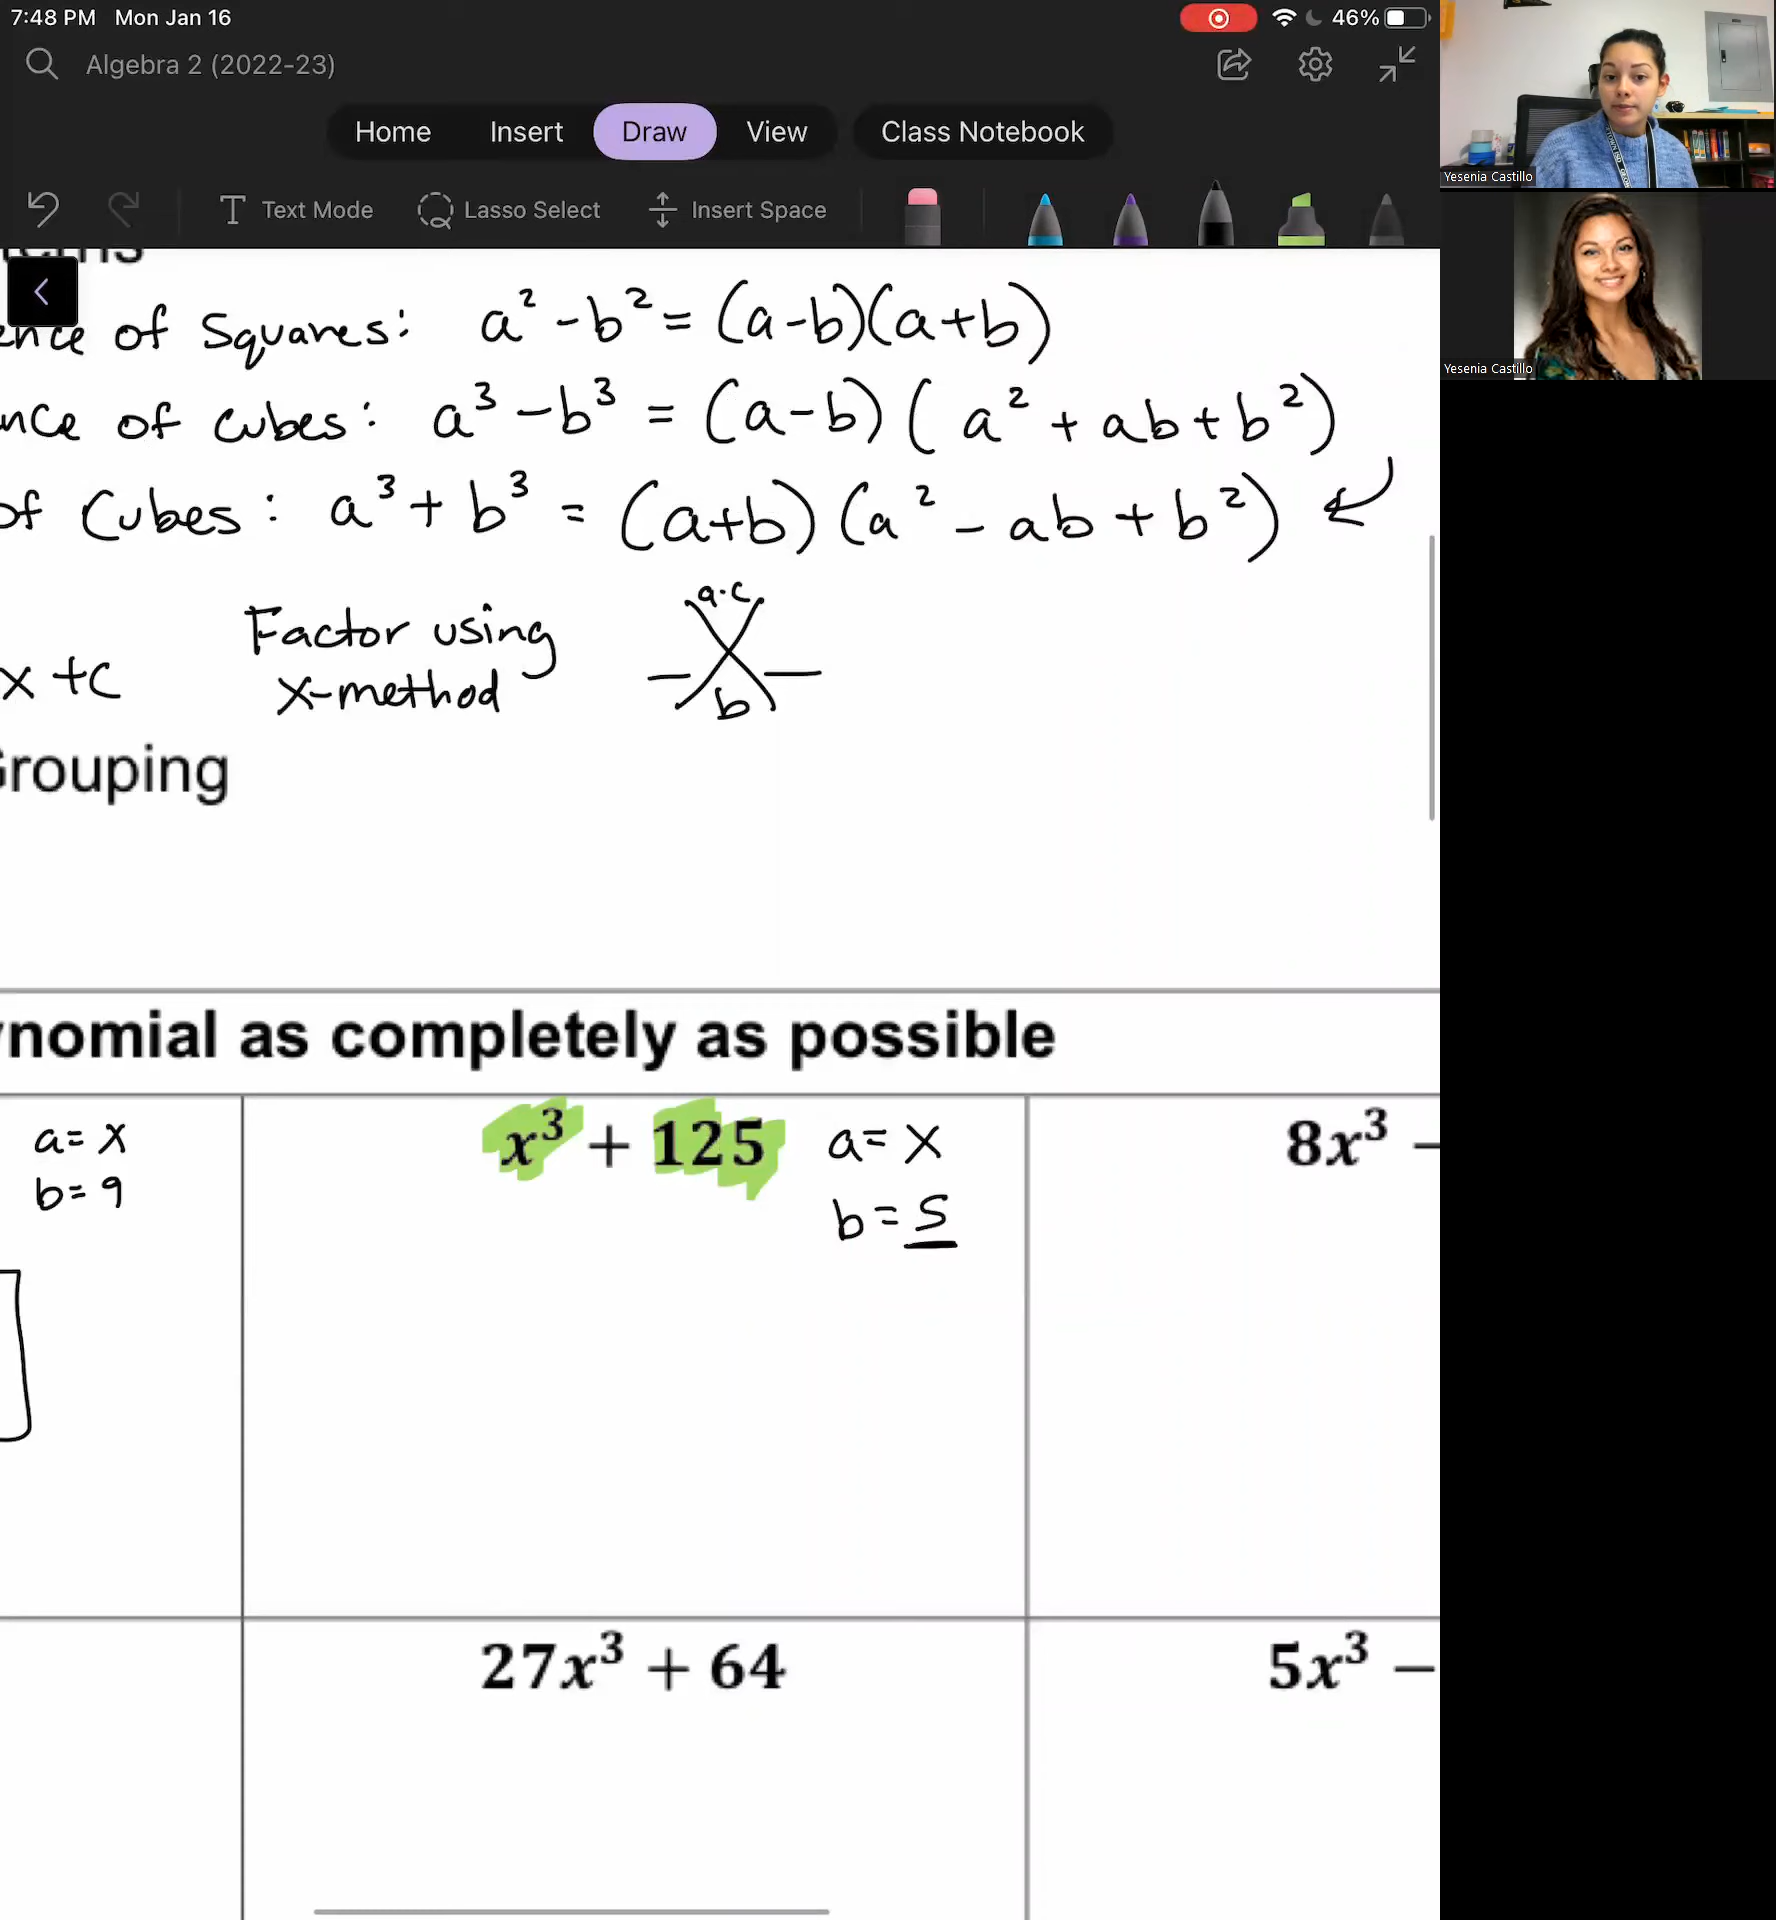 7:48 PM Mon Jan 16
46%
Algebra 2 (2022-23)
Home Insert Draw View Class Notebook
Text Mode Lasso Select Insert Space
Yesenia Castillo
Yesenia Castillo
ence of Squares: a² - b² = (a-b)(a+b)
nce of cubes: a³ - b³ = (a-b)(a² + ab + b²)
of Cubes: a³ + b³ = (a+b)(a² - ab + b²)
a·c
Factor using
x + c
X-method
b
Grouping
nomial as completely as possible
a = x
b = 9
x³ + 125
a = x
b = 5
8x³ −
27x³ + 64
5x³ −